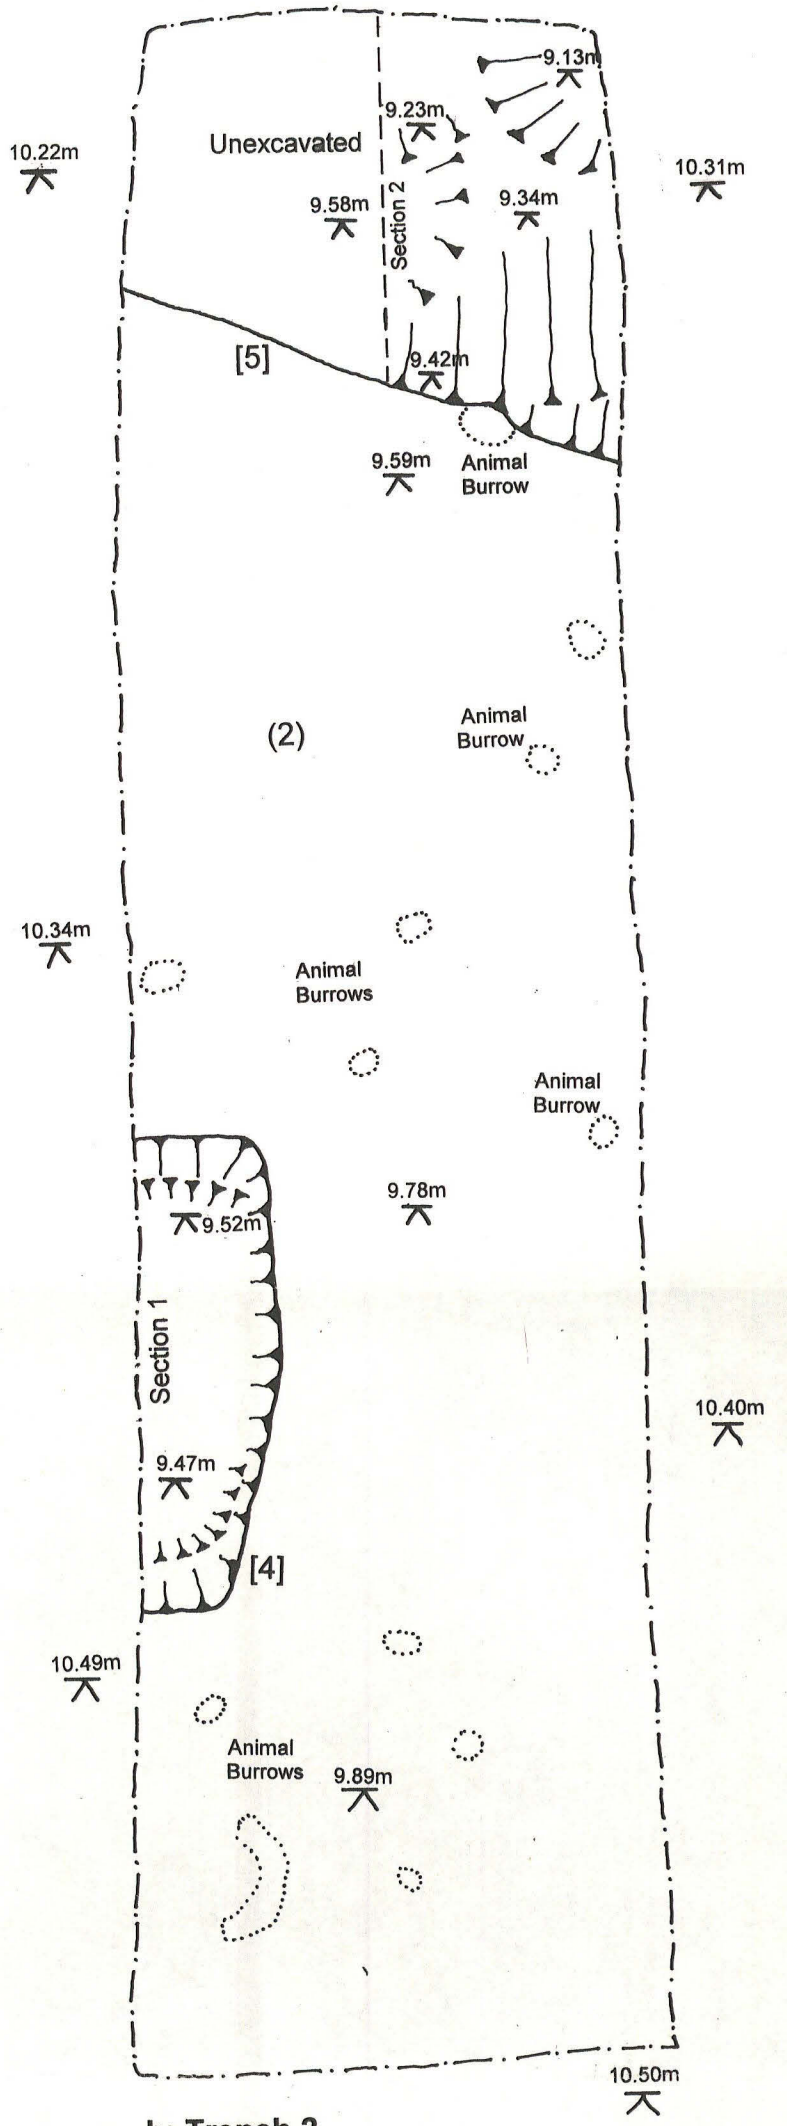 9.13m
9.23m
Unexcavated
10.22m
10.31m
9.58m
Section 2
9.34m
[5]
9.42m
9.59m
Animal
Burrow
(2)
Animal
Burrow
10.34m
Animal
Burrows
Animal
Burrow
9.78m
9.52m
Section 1
10.40m
9.47m
[4]
10.49m
Animal
Burrows
9.89m
10.50m
Trench 2